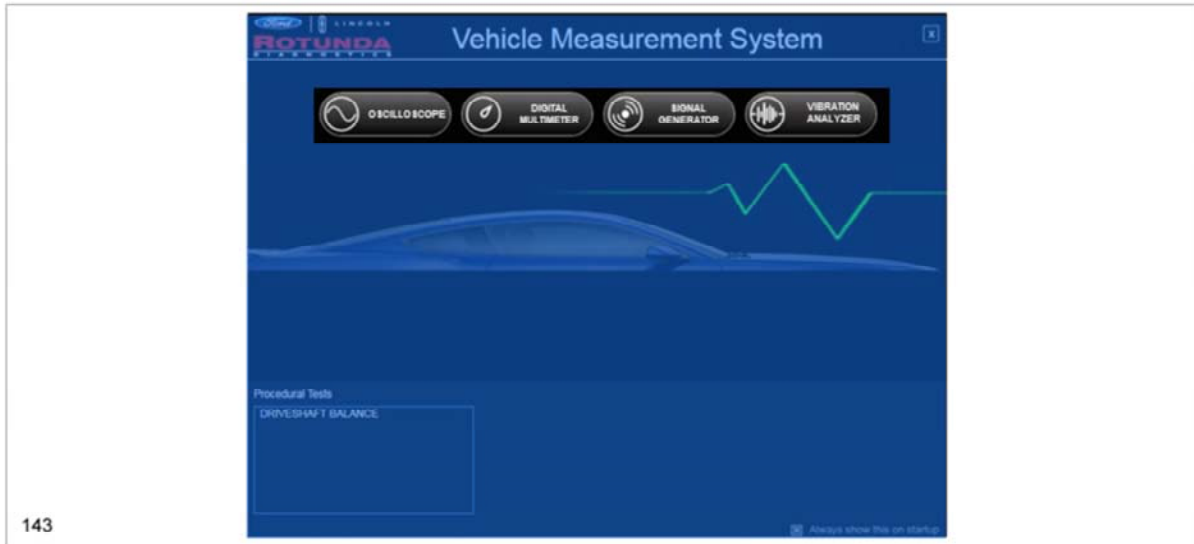 Ford LINCOLN
ROTUNDA
DIAGNOSTICS
Vehicle Measurement System
x
OSCILLOSCOPE
DIGITAL
MULTIMETER
SIGNAL
GENERATOR
VIBRATION
ANALYZER
Procedural Tests
DRIVESHAFT BALANCE
143
Always show this on startup